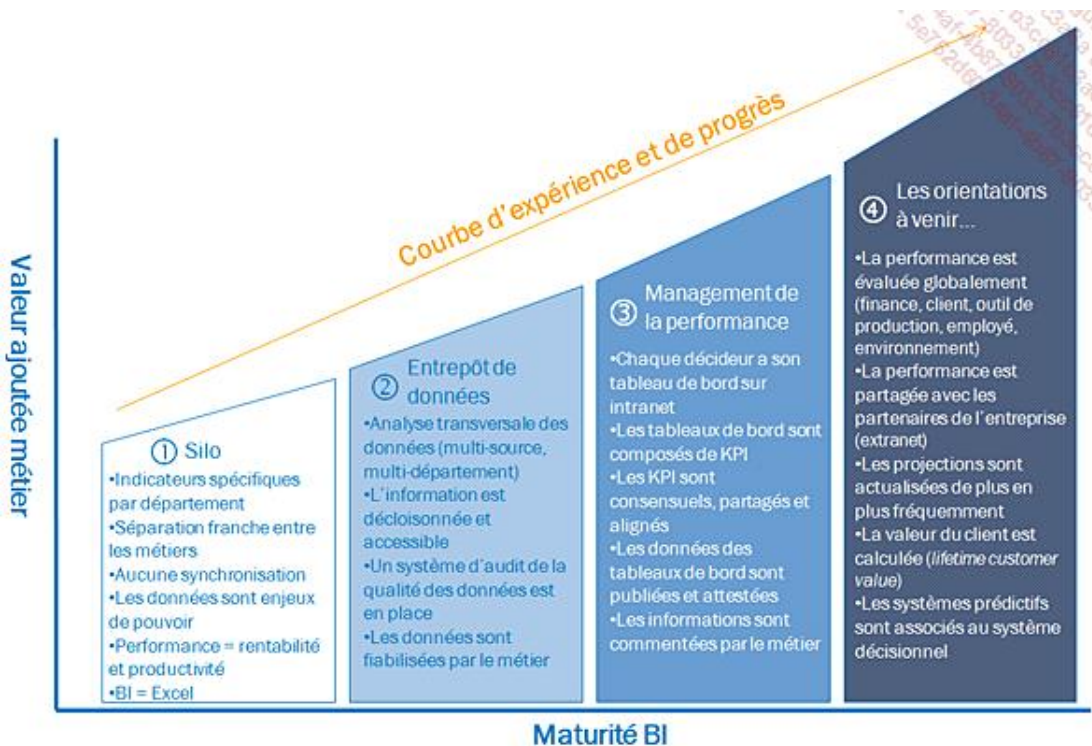 Courbe d'expérience et de progrès
Valeur ajoutée métier
① Silo
•Indicateurs spécifiques
par département
•Séparation franche entre
les métiers
•Aucune synchronisation
•Les données sont enjeux
de pouvoir
•Performance = rentabilité
et productivité
•BI = Excel
② Entrepôt de
données
•Analyse transversale des
données (multi-source,
multi-département)
•L'information est
décloisonnée et
accessible
•Un système d'audit de la
qualité des données est
en place
•Les données sont
fiabilisées par le métier
③ Management de
la performance
•Chaque décideur a son
tableau de bord sur
intranet
•Les tableaux de bord sont
composés de KPI
•Les KPI sont
consensuels, partagés et
alignés
•Les données des
tableaux de bord sont
publiées et attestées
•Les informations sont
commentées par le métier
④ Les orientations
à venir...
•La performance est
évaluée globalement
(finance, client, outil de
production, employé,
environnement)
•La performance est
partagée avec les
partenaires de l'entreprise
(extranet)
•Les projections sont
actualisées de plus en
plus fréquemment
•La valeur du client est
calculée (lifetime customer
value)
•Les systèmes prédictifs
sont associés au système
décisionnel
Maturité BI